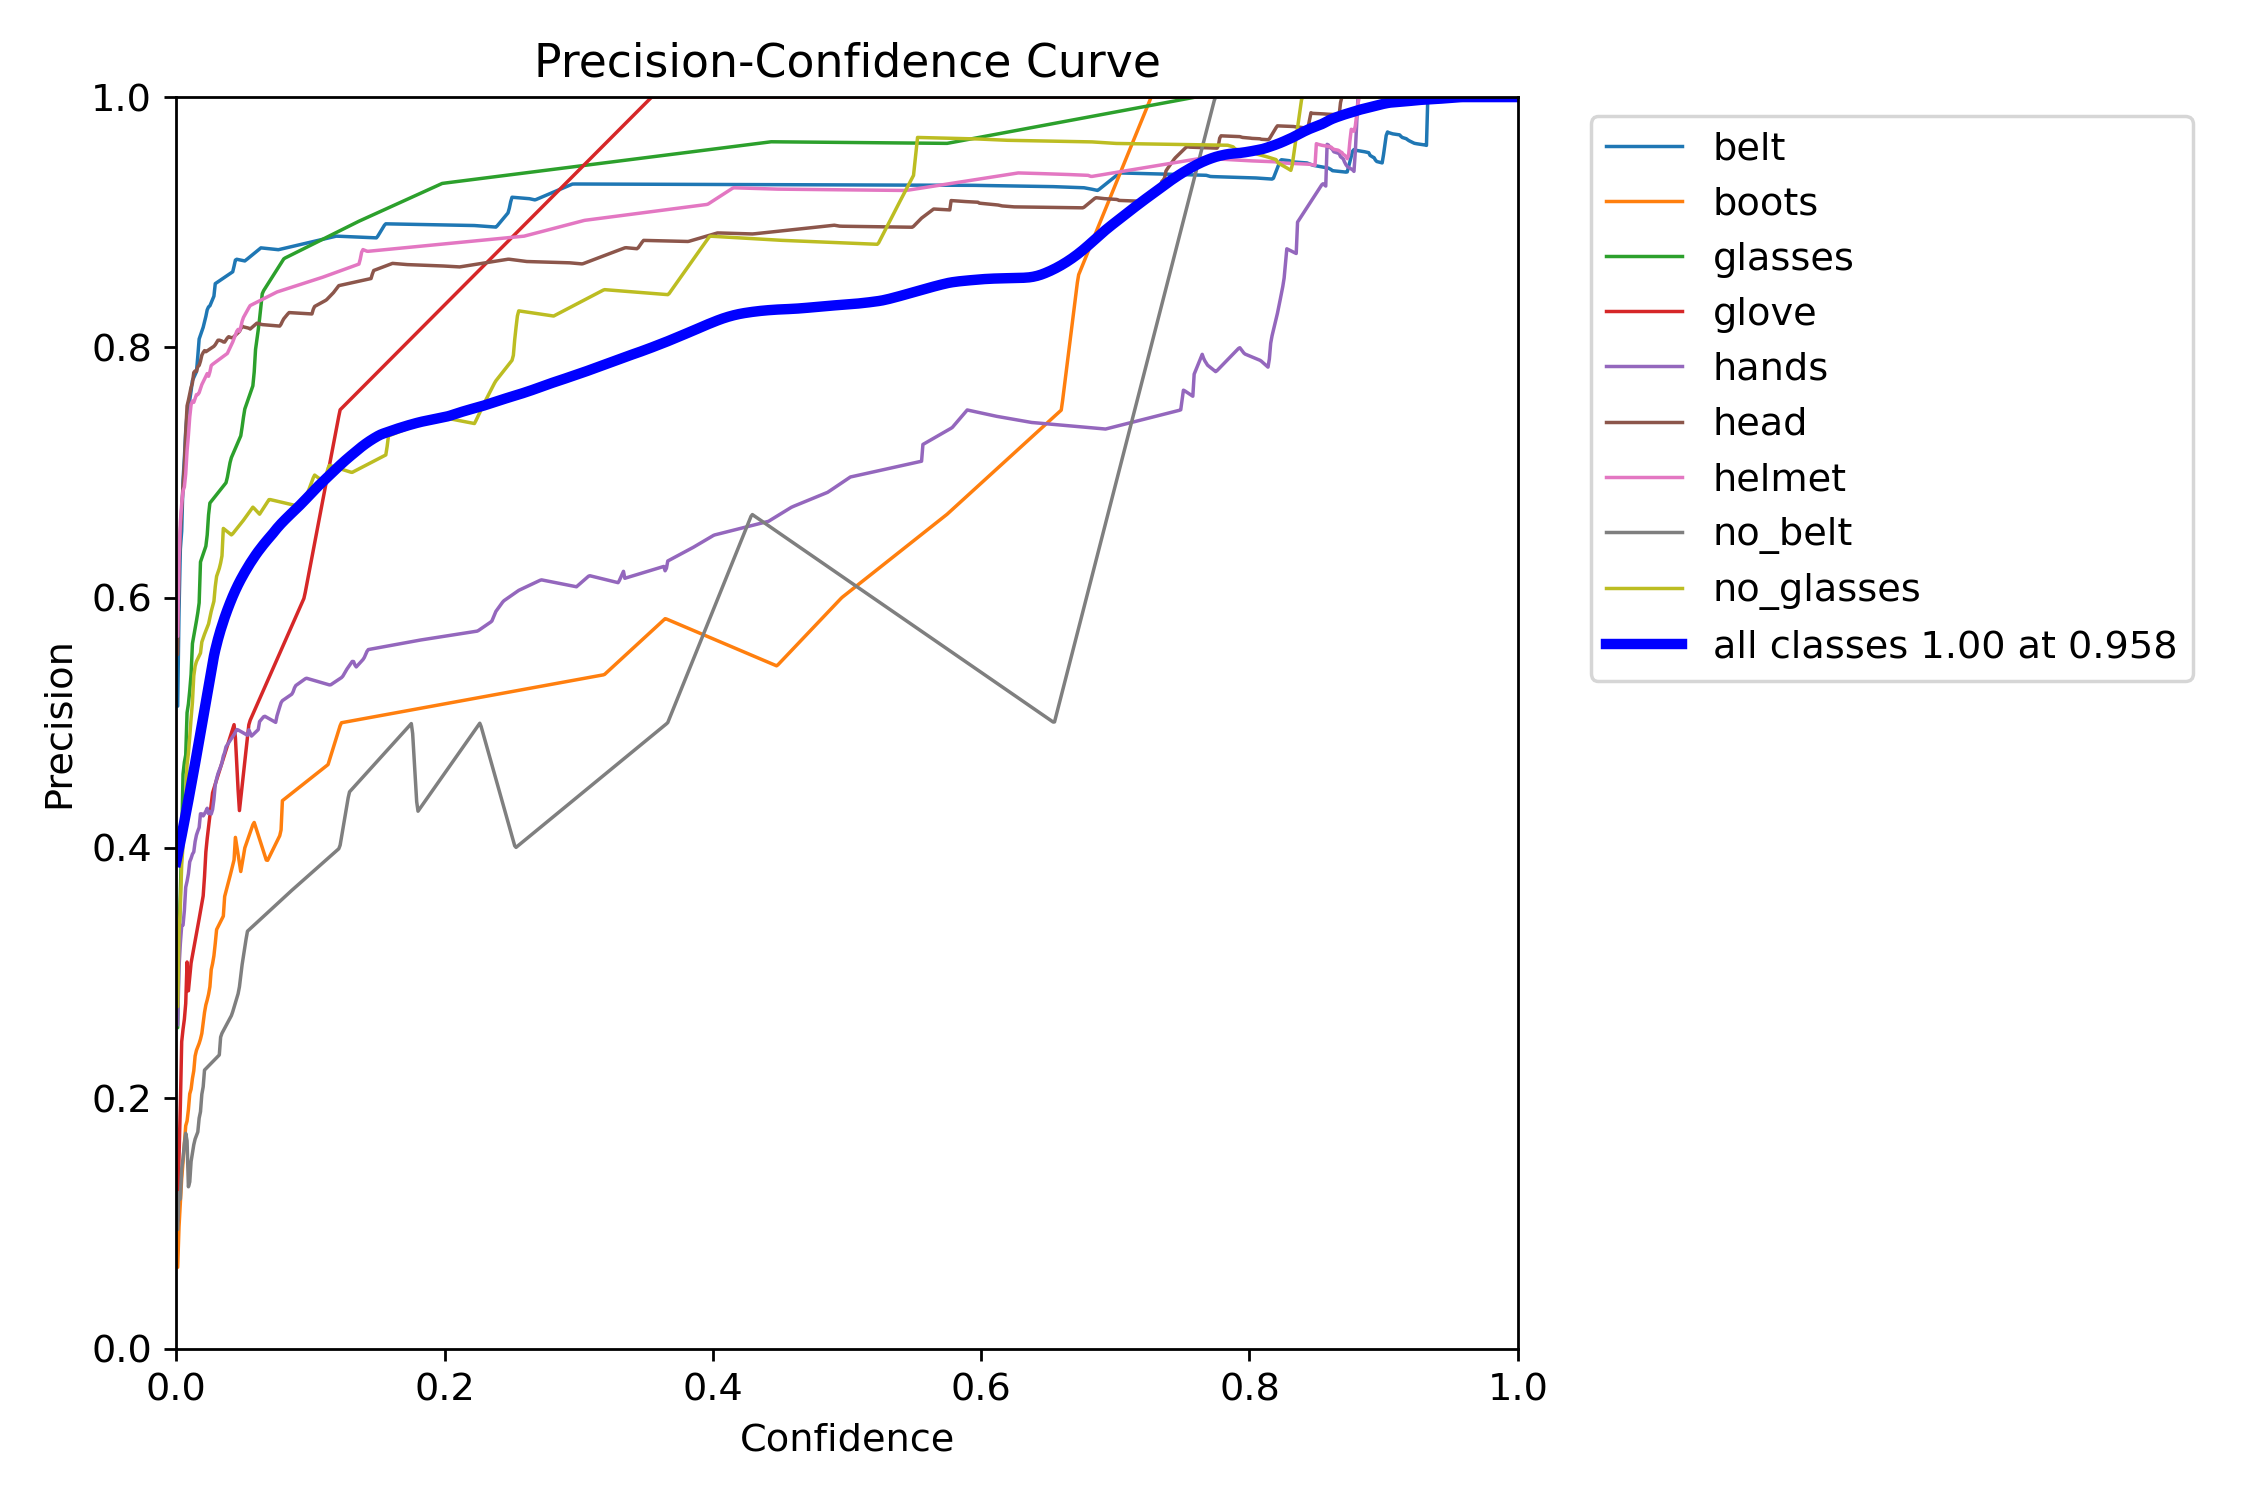 Precision-Confidence Curve
1.0
0.8
0.6
0.4
0.2
0.0
Precision
0.0 0.2 0.4 0.6 0.8 1.0
Confidence
belt
boots
glasses
glove
hands
head
helmet
no_belt
no_glasses
all classes 1.00 at 0.958